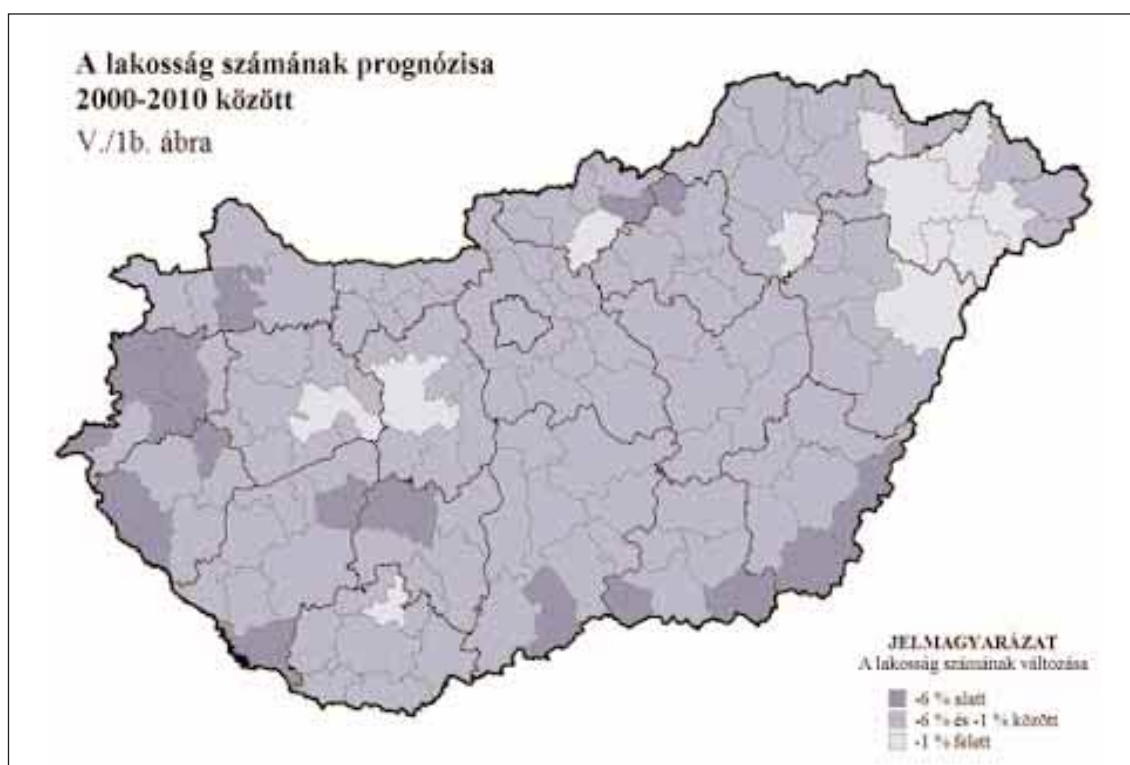 A lakosság számának prognózisa
2000-2010 között
V./1b. ábra
JELMAGYARÁZAT
A lakosság számának változása
-6 % alatt
-6 % és -1 % között
-1 % felett